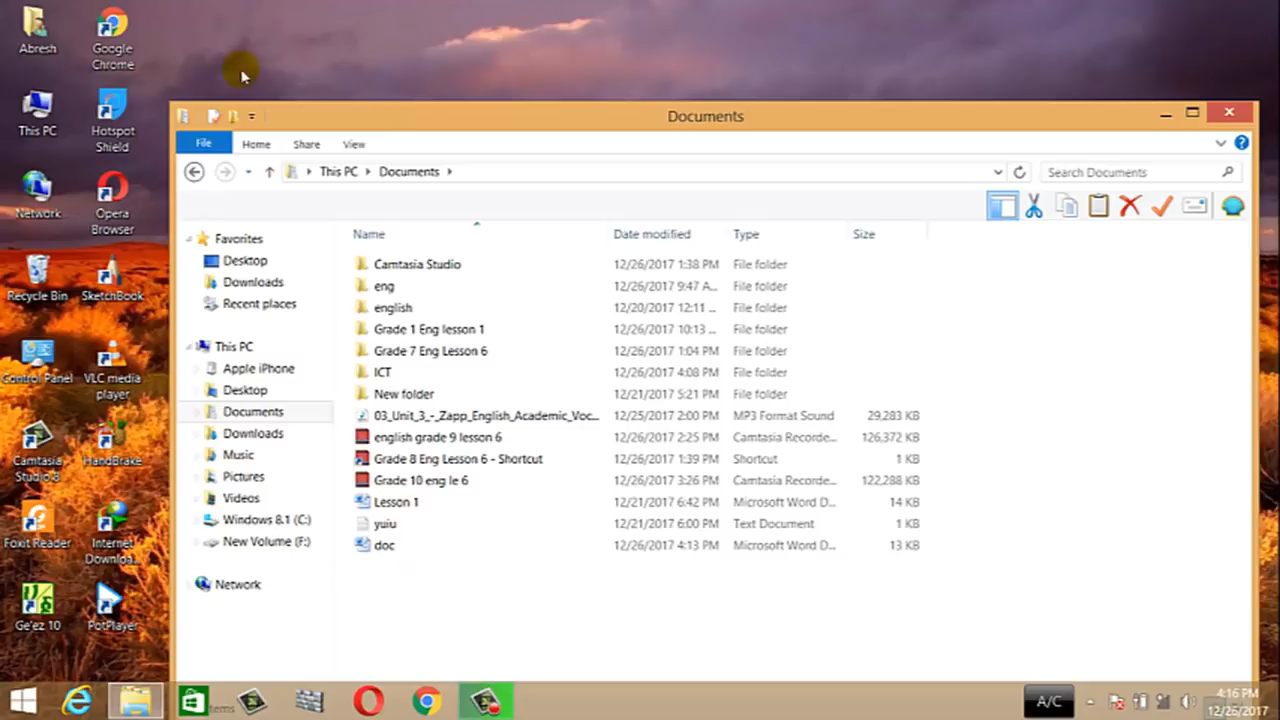 Abresh
Google
Chrome
This PC
Hotspot
Shield
Network
Opera
Browser
Recycle Bin
SketchBook
Control Panel
VLC media
player
Camtasia
Studio 8
HandBrake
Foxit Reader
Internet
Downloa...
Ge'ez 10
PotPlayer
Documents
File Home Share View
This PC Documents
Search Documents
Name Date modified Type Size
Favorites
Desktop
Downloads
Recent places
This PC
Apple iPhone
Desktop
Documents
Downloads
Music
Pictures
Videos
Windows 8.1 (C:)
New Volume (F:)
Network
Camtasia Studio 12/26/2017 1:38 PM File folder
eng 12/26/2017 9:47 A... File folder
english 12/20/2017 12:11 ... File folder
Grade 1 Eng lesson 1 12/26/2017 10:13 ... File folder
Grade 7 Eng Lesson 6 12/26/2017 1:04 PM File folder
ICT 12/26/2017 4:08 PM File folder
New folder 12/21/2017 5:21 PM File folder
03_Unit_3_-_Zapp_English_Academic_Voc... 12/25/2017 2:00 PM MP3 Format Sound 29,283 KB
english grade 9 lesson 6 12/26/2017 2:25 PM Camtasia Recorde... 126,372 KB
Grade 8 Eng Lesson 6 - Shortcut 12/26/2017 1:39 PM Shortcut 1 KB
Grade 10 eng le 6 12/26/2017 3:26 PM Camtasia Recorde... 122,288 KB
Lesson 1 12/21/2017 6:42 PM Microsoft Word D... 14 KB
yuiu 12/21/2017 6:00 PM Text Document 1 KB
doc 12/26/2017 4:13 PM Microsoft Word D... 13 KB
tems
A/C
4:16 PM
12/26/2017